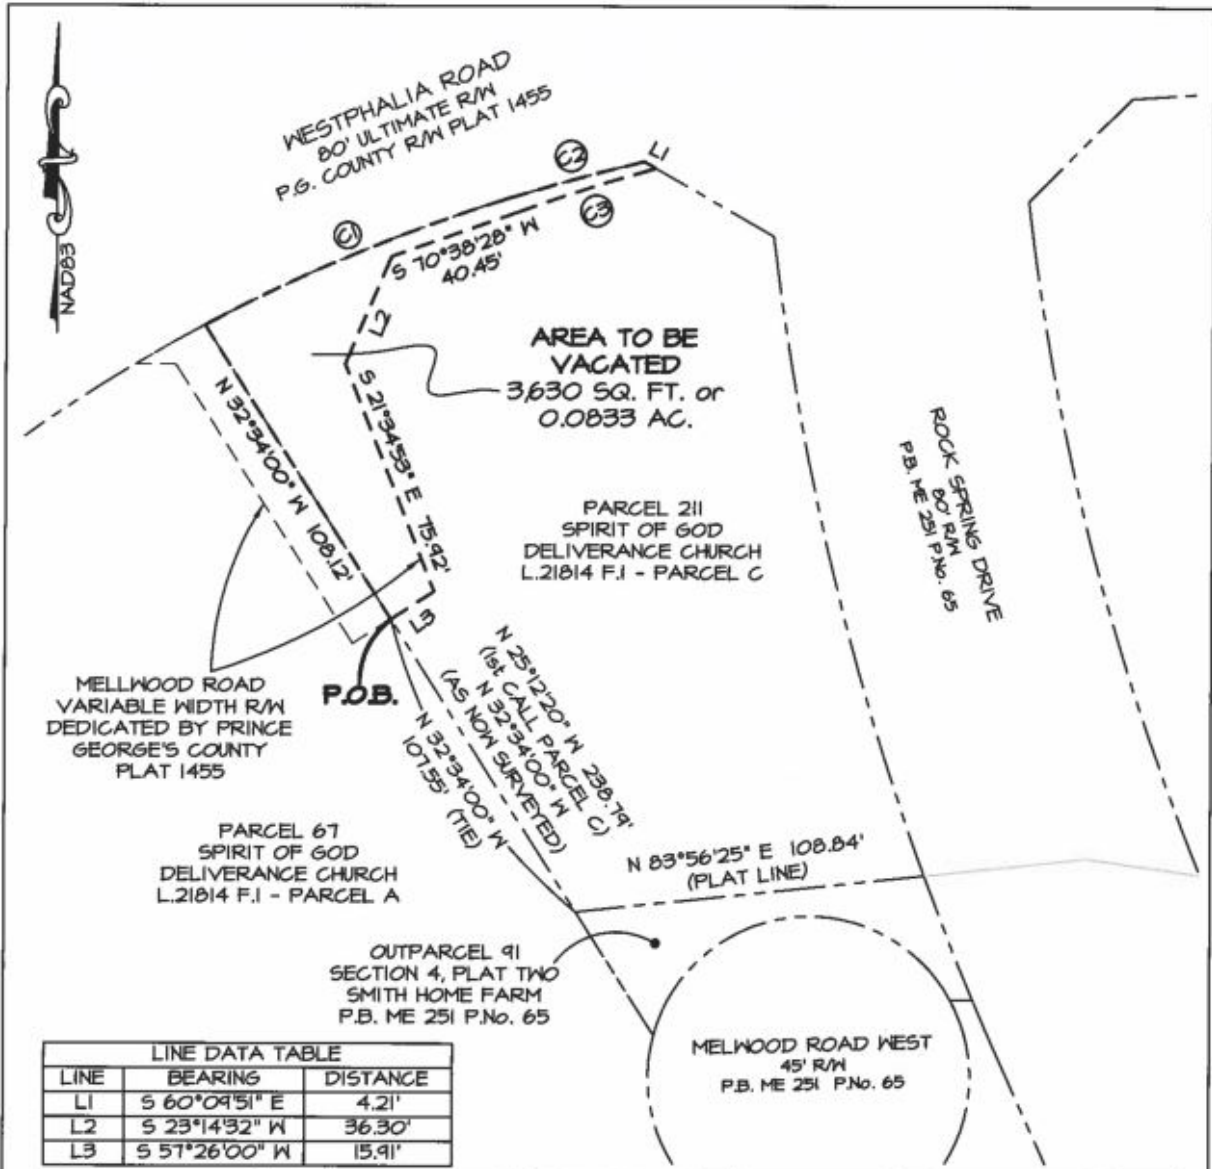 WESTPHALIA ROAD
80' ULTIMATE R/W
P.G. COUNTY R/W PLAT 1455
NAD83
C1
C2
L1
C3
S 70°38'28" W
40.45'
L2
AREA TO BE
VACATED
3,630 SQ. FT. or
0.0833 AC.
N 32°34'00" W 108.12'
S 21°34'53" E 75.92'
L3
P.O.B.
PARCEL 211
SPIRIT OF GOD
DELIVERANCE CHURCH
L.21814 F.1 - PARCEL C
ROCK SPRING DRIVE
80' R/W
P.B. ME 251 P.No. 65
MELLWOOD ROAD
VARIABLE WIDTH R/W
DEDICATED BY PRINCE
GEORGE'S COUNTY
PLAT 1455
N 25°12'20" W 238.79'
(1st CALL PARCEL C)
N 32°34'00" W
(AS NOW SURVEYED)
N 32°34'00" W
107.55' (TIE)
PARCEL 67
SPIRIT OF GOD
DELIVERANCE CHURCH
L.21814 F.1 - PARCEL A
N 83°56'25" E 108.84'
(PLAT LINE)
OUTPARCEL 91
SECTION 4, PLAT TWO
SMITH HOME FARM
P.B. ME 251 P.No. 65
MELWOOD ROAD WEST
45' R/W
P.B. ME 251 P.No. 65
LINE DATA TABLE
LINE BEARING DISTANCE
L1 S 60°09'51" E 4.21'
L2 S 23°14'32" W 36.30'
L3 S 57°26'00" W 15.91'